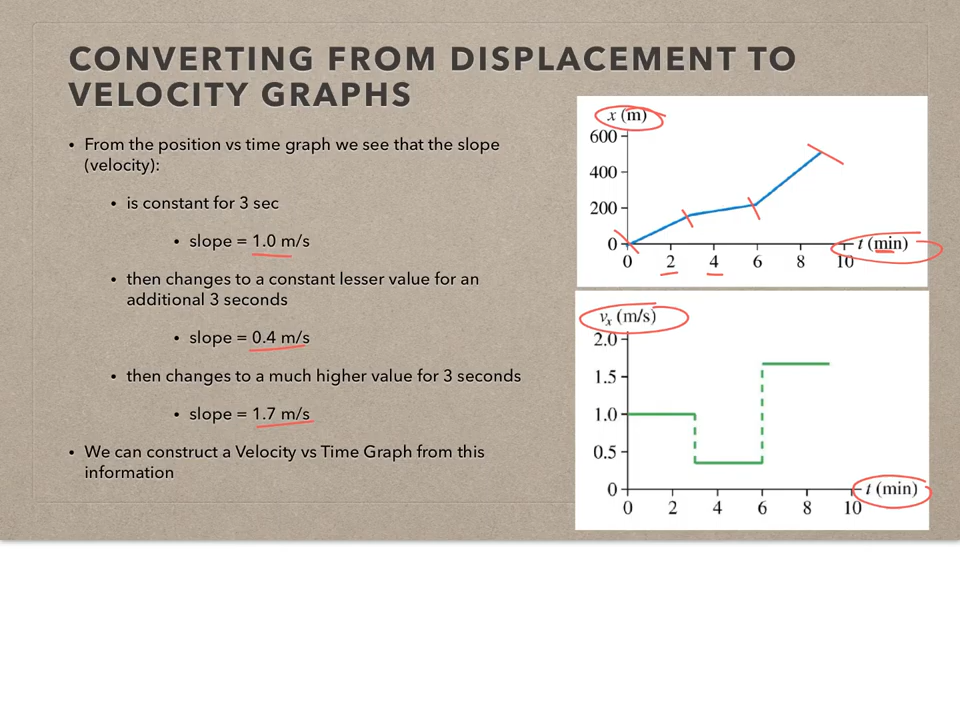 CONVERTING FROM DISPLACEMENT TO
VELOCITY GRAPHS
• From the position vs time graph we see that the slope
(velocity):
• is constant for 3 sec
• slope = 1.0 m/s
• then changes to a constant lesser value for an
additional 3 seconds
• slope = 0.4 m/s
• then changes to a much higher value for 3 seconds
• slope = 1.7 m/s
• We can construct a Velocity vs Time Graph from this
information
x (m)
600
400
200
0
0 2 4 6 8 10
t (min)
vₓ (m/s)
2.0
1.5
1.0
0.5
0
t (min)
0 2 4 6 8 10